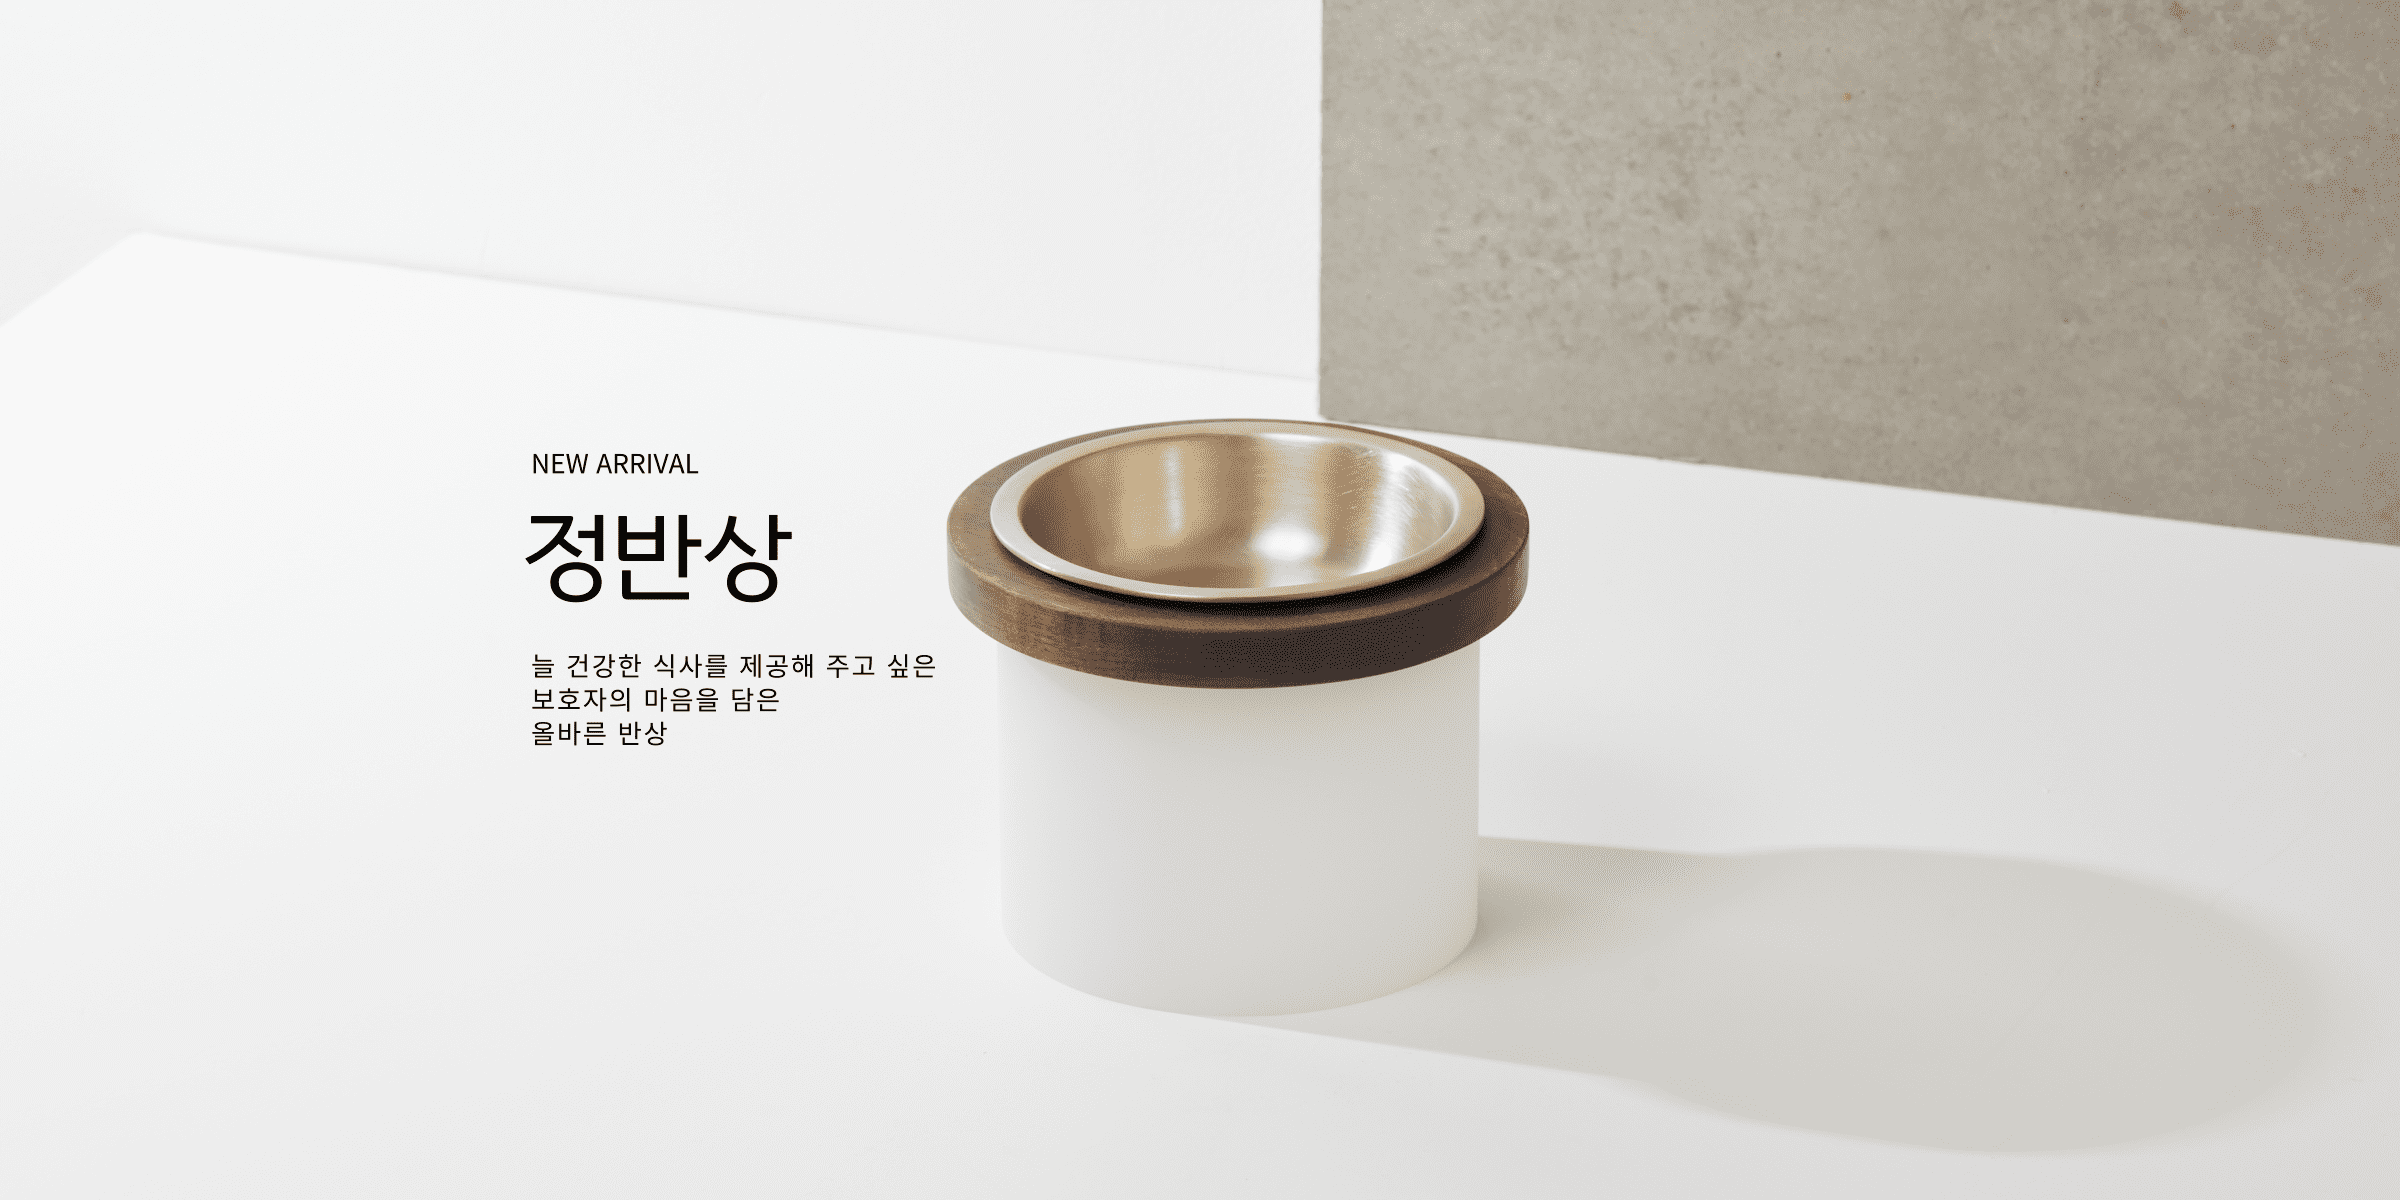 NEW ARRIVAL
정반상
늘 건강한 식사를 제공해 주고 싶은
보호자의 마음을 담은
올바른 반상